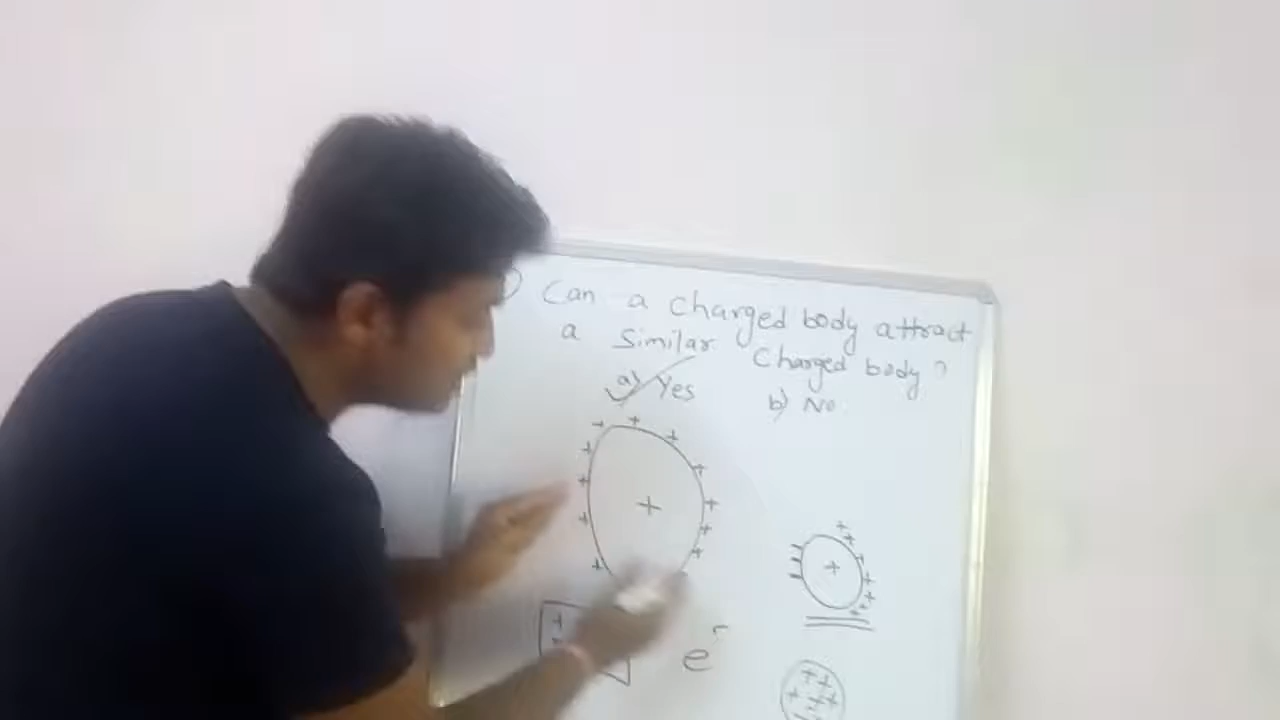 Can a Charged body attract
a Similar Charged body?
a) Yes b) No
+ + +
+ +
+ +
+ + +
+ +
+ +
+ + +
+ +
+ +
+
+
e-
+ +
+ + +